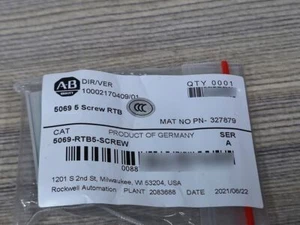 AB
DIR/VER
10002170409/01
QTY 0001
5069 5 Screw RTB
CCC
MAT NO PN- 327679
CAT
PRODUCT OF GERMANY
SER
5069-RTB5-SCREW
A
0088
1201 S 2nd St, Milwaukee, WI 53204, USA
Rockwell Automation PLANT 2083688 DATE 2021/06/22